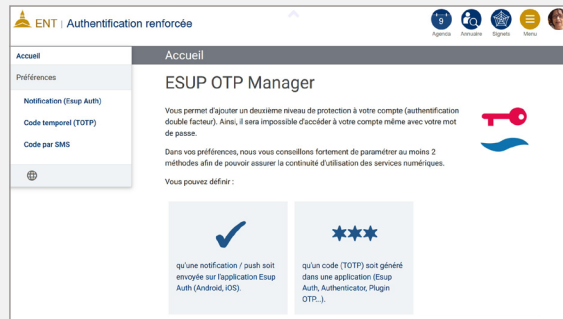 ENT | Authentification renforcée
9
Agenda
Annuaire
Signets
Menu
Accueil
Préférences
Notification (Esup Auth)
Code temporel (TOTP)
Code par SMS
Accueil
ESUP OTP Manager
Vous permet d'ajouter un deuxième niveau de protection à votre compte (authentification
double facteur). Ainsi, il sera impossible d'accéder à votre compte même avec votre mot
de passe.
Dans vos préférences, nous vous conseillons fortement de paramétrer au moins 2
méthodes afin de pouvoir assurer la continuité d'utilisation des services numériques.
Vous pouvez définir :
qu'une notification / push soit
envoyée sur l'application Esup
Auth (Android, iOS).
qu'un code (TOTP) soit généré
dans une application (Esup
Auth, Authenticator, Plugin
OTP...).